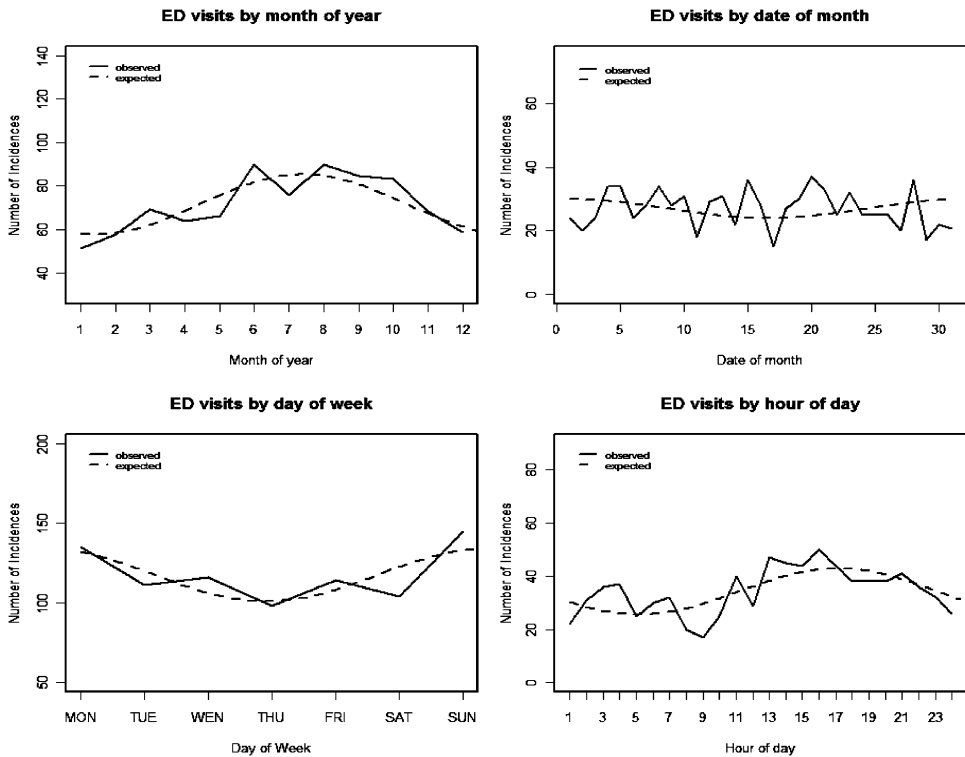 ED visits by month of year
observed
expected
Number of Incidences
140
120
100
80
60
40
1 2 3 4 5 6 7 8 9 10 11 12
Month of year
ED visits by date of month
observed
expected
Number of Incidences
60
40
20
0
0 5 10 15 20 25 30
Date of month
ED visits by day of week
observed
expected
Number of Incidences
200
150
100
50
MON TUE WEN THU FRI SAT SUN
Day of Week
ED visits by hour of day
observed
expected
Number of Incidences
80
60
40
20
0
1 3 5 7 9 11 13 15 17 19 21 23
Hour of day